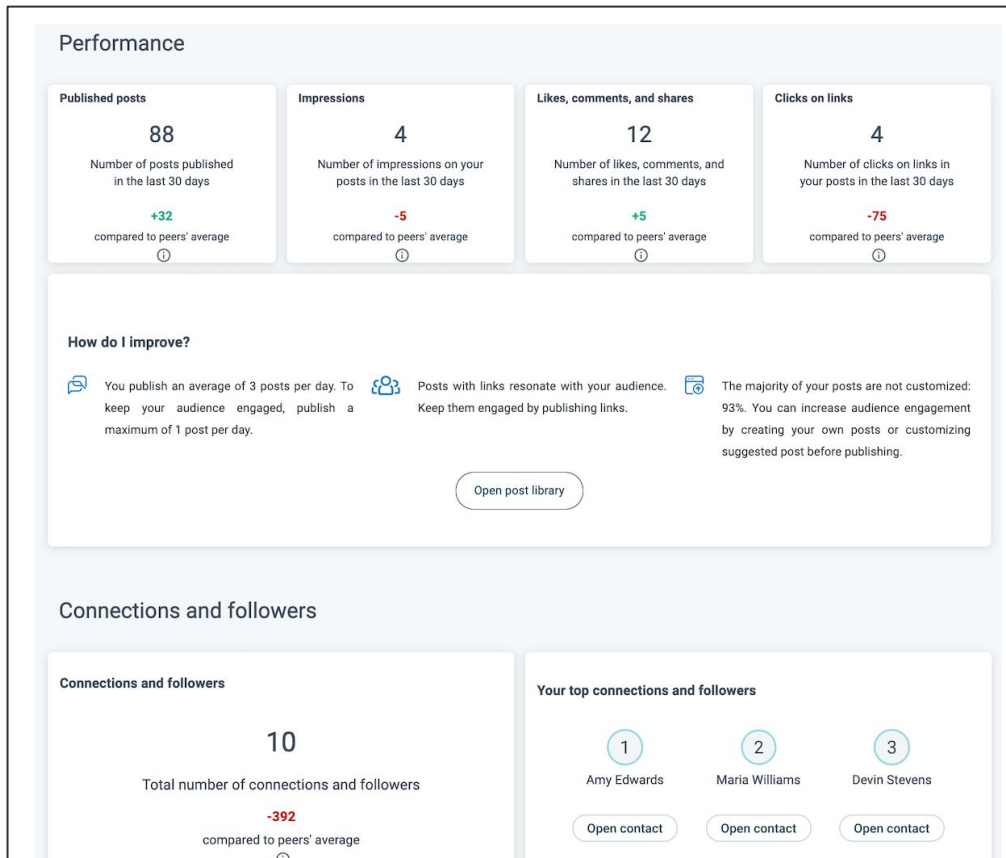 Performance
Published posts
88
Number of posts published
in the last 30 days
+32
compared to peers' average
Impressions
4
Number of impressions on your
posts in the last 30 days
-5
compared to peers' average
Likes, comments, and shares
12
Number of likes, comments, and
shares in the last 30 days
+5
compared to peers' average
Clicks on links
4
Number of clicks on links in
your posts in the last 30 days
-75
compared to peers' average
How do I improve?
You publish an average of 3 posts per day. To
keep your audience engaged, publish a
maximum of 1 post per day.
Posts with links resonate with your audience.
Keep them engaged by publishing links.
The majority of your posts are not customized:
93%. You can increase audience engagement
by creating your own posts or customizing
suggested post before publishing.
Open post library
Connections and followers
Connections and followers
10
Total number of connections and followers
-392
compared to peers' average
Your top connections and followers
1
Amy Edwards
Open contact
2
Maria Williams
Open contact
3
Devin Stevens
Open contact